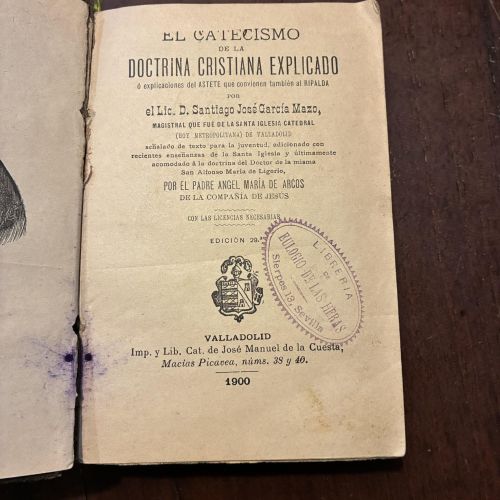 EL CATECISMO
DE LA
DOCTRINA CRISTIANA EXPLICADO
ó explicaciones del ASTETE que convienen también al RIPALDA
POR
el Lic. D. Santiago José García Mazo,
MAGISTRAL QUE FUÉ DE LA SANTA IGLESIA CATEDRAL
(HOY METROPOLITANA) DE VALLADOLID
señalado de texto para la juventud, adicionado con
recientes enseñanzas de la Santa Iglesia y últimamente
acomodado á la doctrina del Doctor de la misma
San Alfonso María de Ligorio,
POR EL PADRE ANGEL MARÍA DE ARCOS
DE LA COMPAÑÍA DE JESÚS
CON LAS LICENCIAS NECESARIAS
EDICIÓN 29.ª
LIBRERÍA
DE
EULOGIO DE LAS HERAS
Sierpes 13, Sevilla
VALLADOLID
Imp. y Lib. Cat. de José Manuel de la Cuesta,
Macías Picavea, núms. 38 y 40.
1900